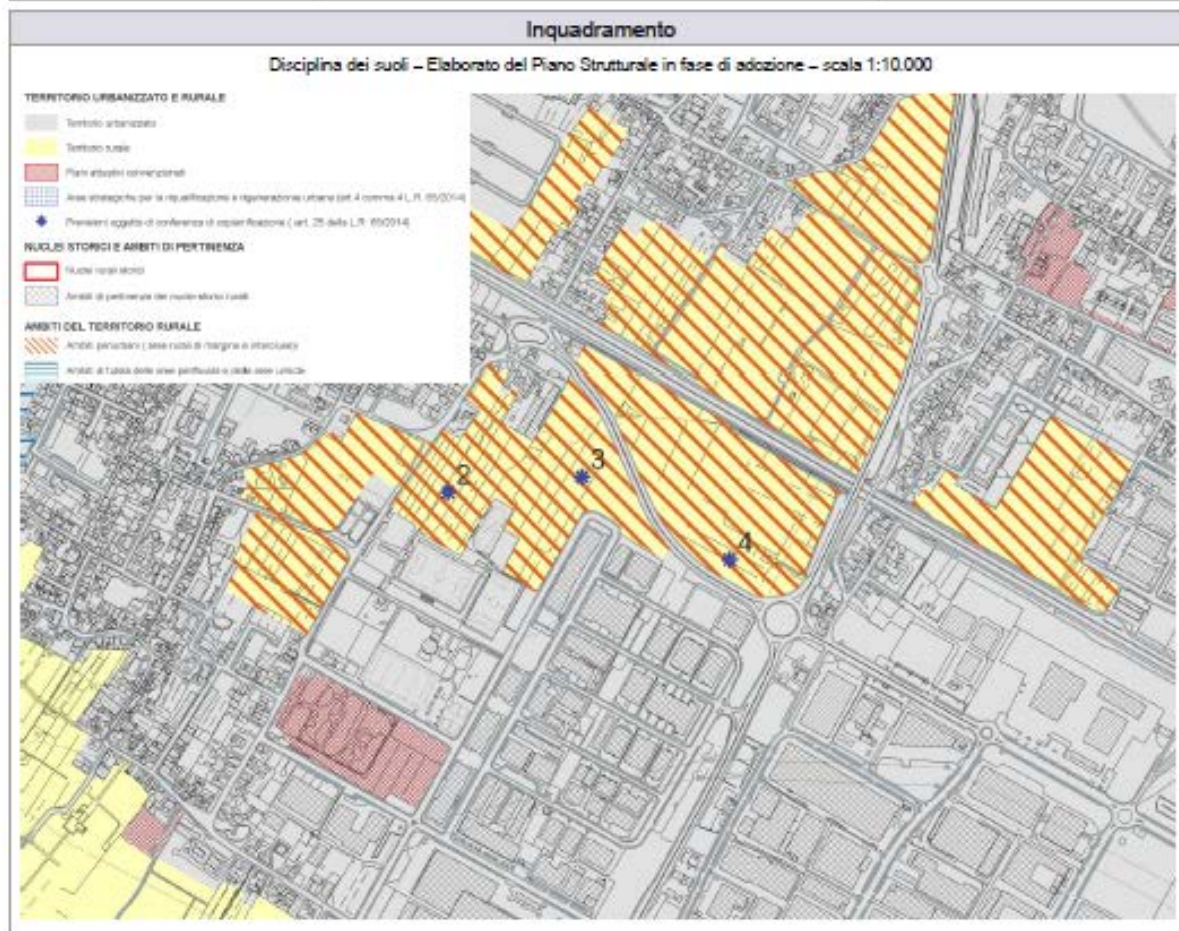 Inquadramento
Disciplina dei suoli – Elaborato del Piano Strutturale in fase di adozione – scala 1:10.000
TERRITORIO URBANIZZATO E RURALE
Territorio urbanizzato
Territorio rurale
Piani attuativi convenzionati
Aree strategiche per la riqualificazione e rigenerazione urbana (art.4 comma 4 L.R. 65/2014)
Previsioni oggetto di conferenza di copianificazione ( art. 25 della L.R. 65/2014)
NUCLEI STORICI E AMBITI DI PERTINENZA
Nuclei rurali storici
Ambiti di pertinenza dei nuclei storici rurali
AMBITI DEL TERRITORIO RURALE
Ambiti periurbani ( aree rurali di margine e intercluse)
Ambiti di tutela delle aree perifluviali e delle aree umide
2
3
4